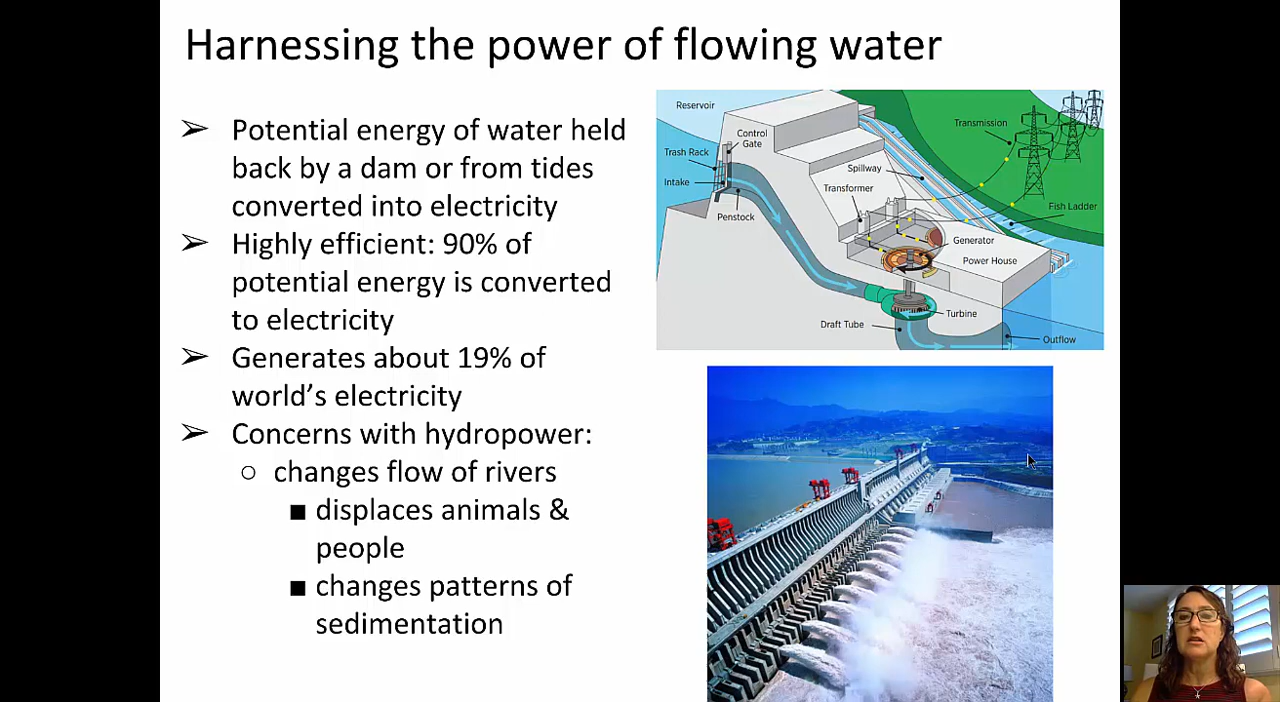 Harnessing the power of flowing water
➢ Potential energy of water held
back by a dam or from tides
converted into electricity
➢ Highly efficient: 90% of
potential energy is converted
to electricity
➢ Generates about 19% of
world’s electricity
➢ Concerns with hydropower:
○ changes flow of rivers
■ displaces animals &
people
■ changes patterns of
sedimentation
Reservoir
Control
Gate
Trash Rack
Intake
Penstock
Transmission
Spillway
Transformer
Fish Ladder
Generator
Power House
Turbine
Draft Tube
Outflow